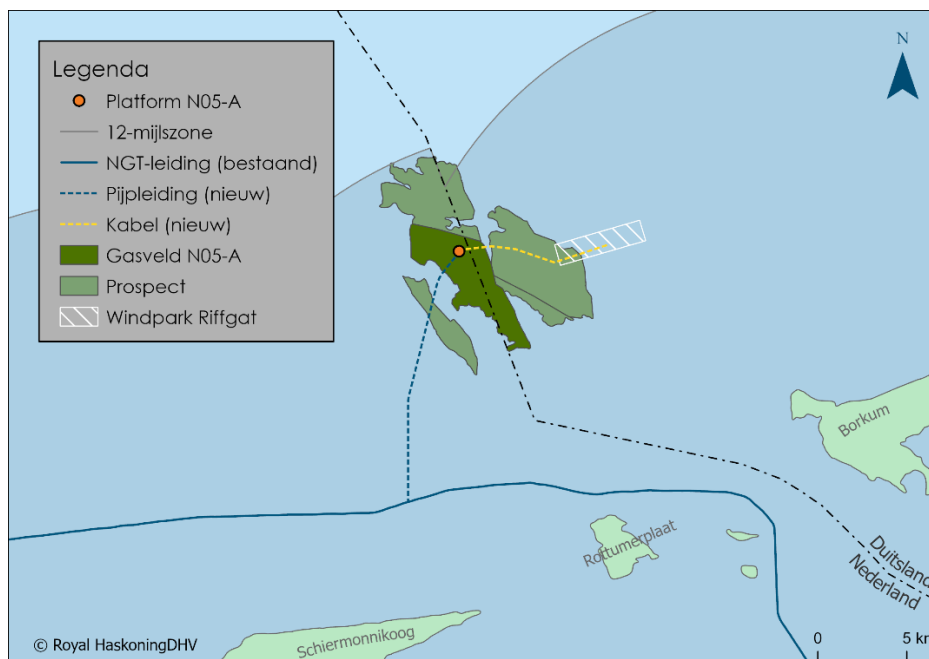 N
Legenda
Platform N05-A
12-mijlszone
NGT-leiding (bestaand)
Pijpleiding (nieuw)
Kabel (nieuw)
Gasveld N05-A
Prospect
Windpark Riffgat
Borkum
Rottumerplaat
Duitsland
Nederland
Schiermonnikoog
© Royal HaskoningDHV
0 5 km